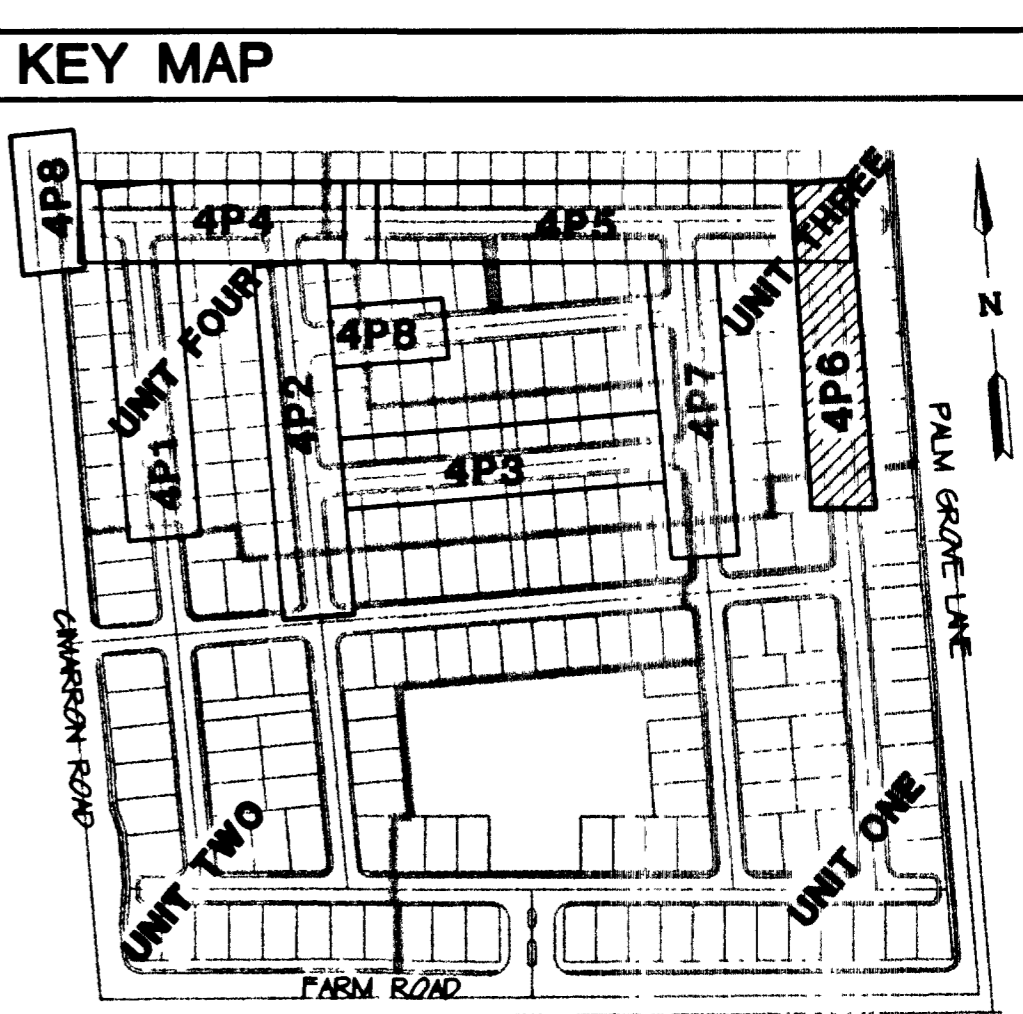 KEY MAP
4P8
4P4
4P5
UNIT THREE
UNIT FOUR
4P8
N
4P2
4P7
4P6
4P1
4P3
PALM GROVE LANE
CIMARRON ROAD
UNIT TWO
UNIT ONE
FARM ROAD